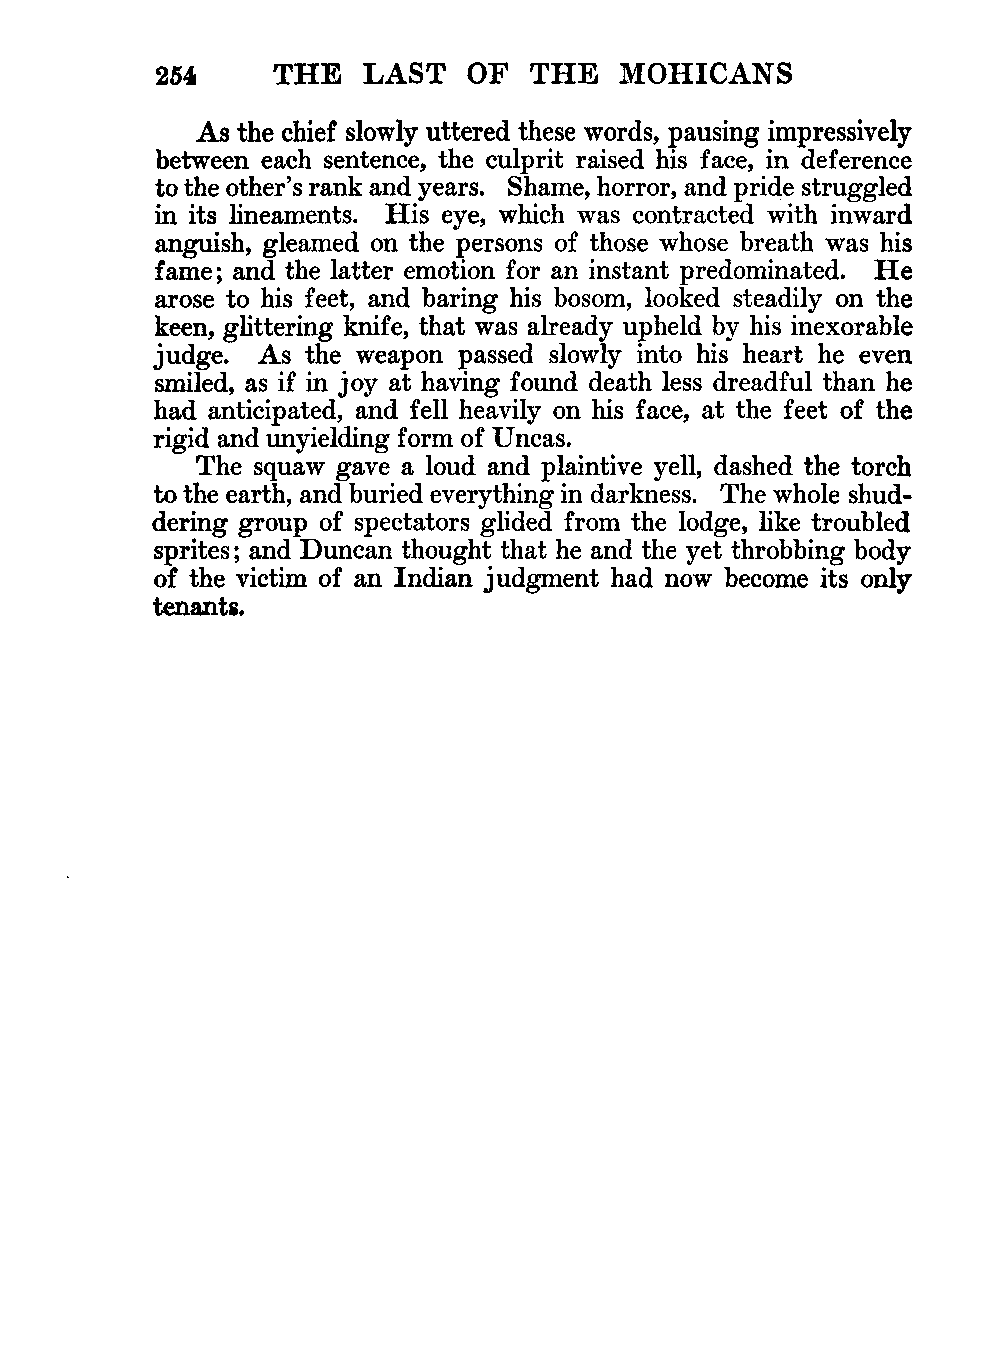 254 THE LAST OF THE MOHICANS
As the chief slowly uttered these words, pausing impressively
between each sentence, the culprit raised his face, in deference
to the other's rank and years. Shame, horror, and pride struggled
in its lineaments. His eye, which was contracted with inward
anguish, gleamed on the persons of those whose breath was his
fame; and the latter emotion for an instant predominated. He
arose to his feet, and baring his bosom, looked steadily on the
keen, glittering knife, that was already upheld by his inexorable
judge. As the weapon passed slowly into his heart he even
smiled, as if in joy at having found death less dreadful than he
had anticipated, and fell heavily on his face, at the feet of the
rigid and unyielding form of Uncas.
The squaw gave a loud and plaintive yell, dashed the torch
to the earth, and buried everything in darkness. The whole shud-
dering group of spectators glided from the lodge, like troubled
sprites; and Duncan thought that he and the yet throbbing body
of the victim of an Indian judgment had now become its only
tenants.